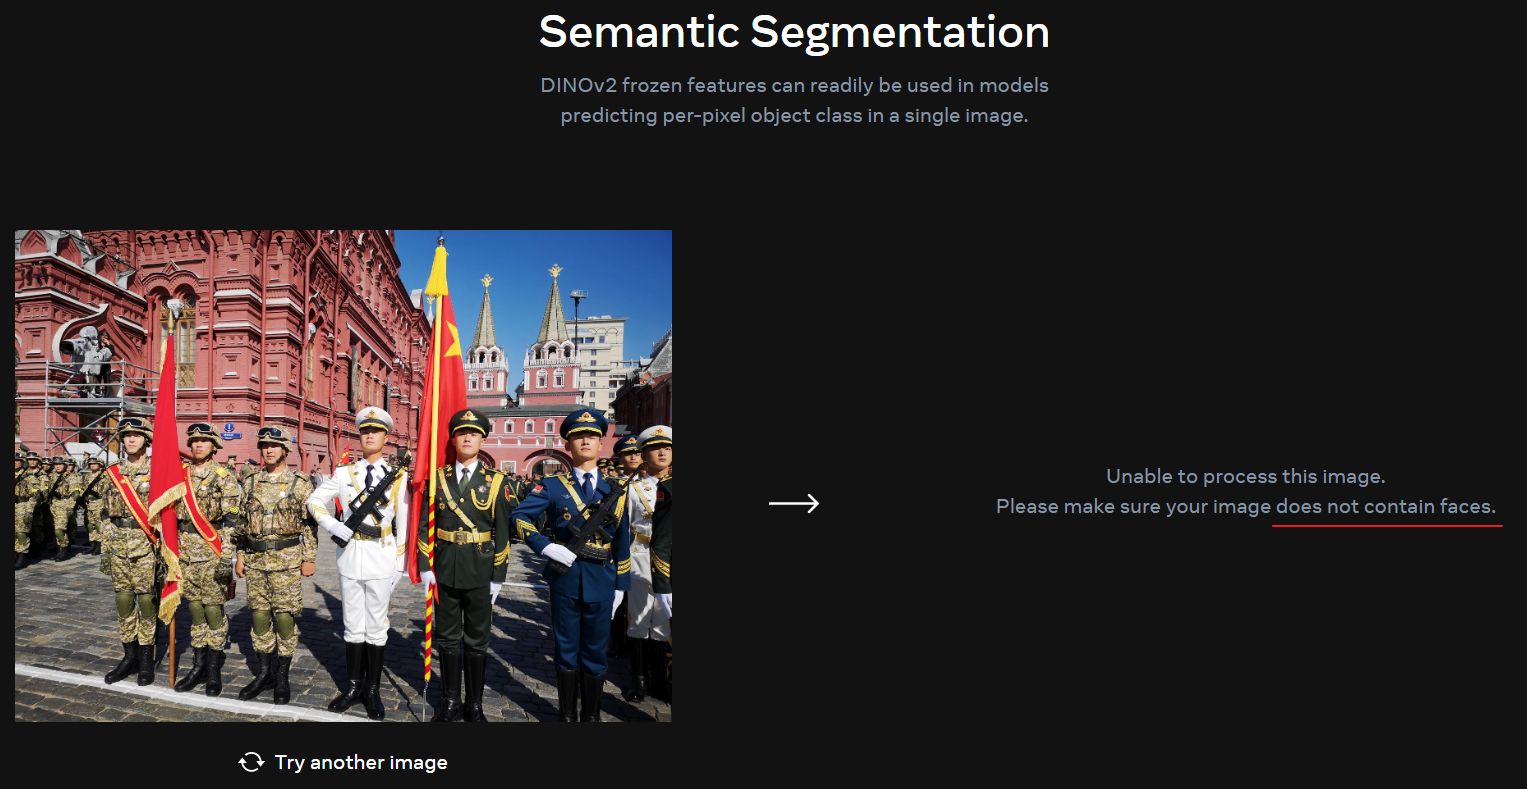 Semantic Segmentation
DINOv2 frozen features can readily be used in models
predicting per-pixel object class in a single image.
Unable to process this image.
Please make sure your image does not contain faces.
Try another image